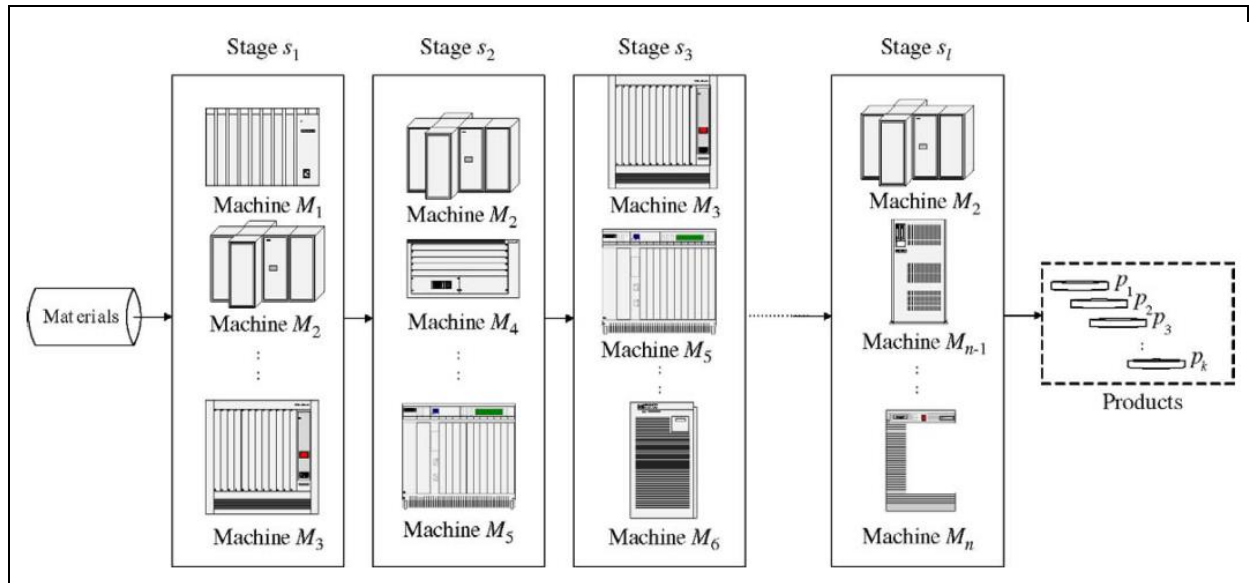 Stage s1
Stage s2
Stage s3
Stage sl
Materials
Machine M1
Machine M2
Machine M3
Machine M2
Machine M4
Machine M5
Machine M3
Machine M5
Machine M6
Machine M2
Machine Mn-1
Machine Mn
p1
p2
p3
pk
Products